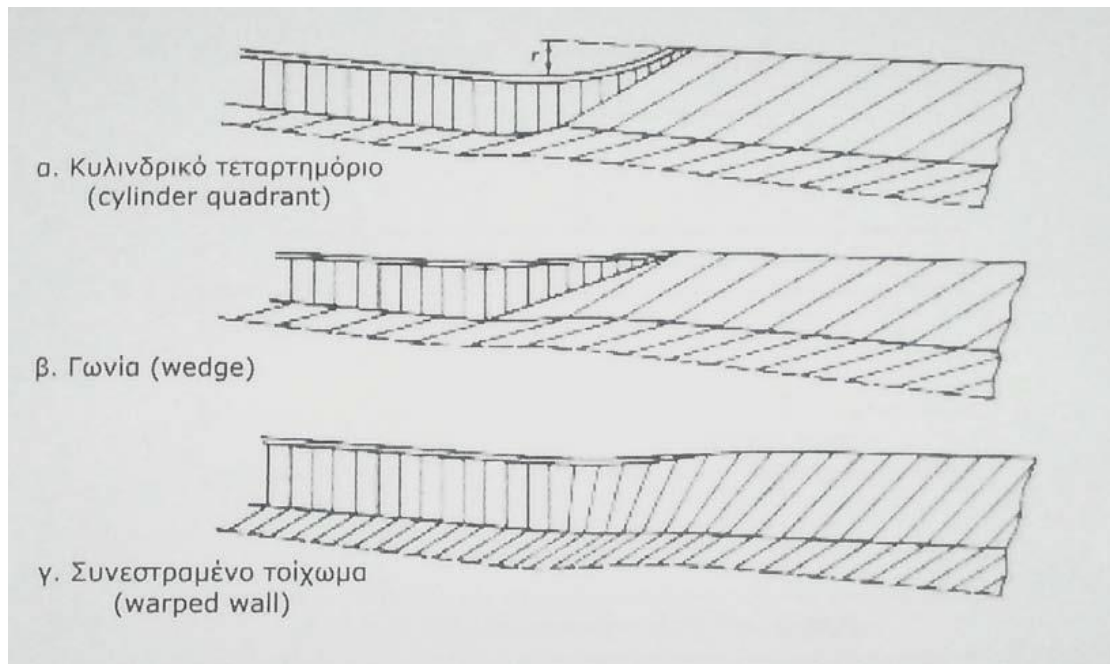 r
α. Κυλινδρικό τεταρτημόριο
(cylinder quadrant)
β. Γωνία (wedge)
γ. Συνεστραμένο τοίχωμα
(warped wall)